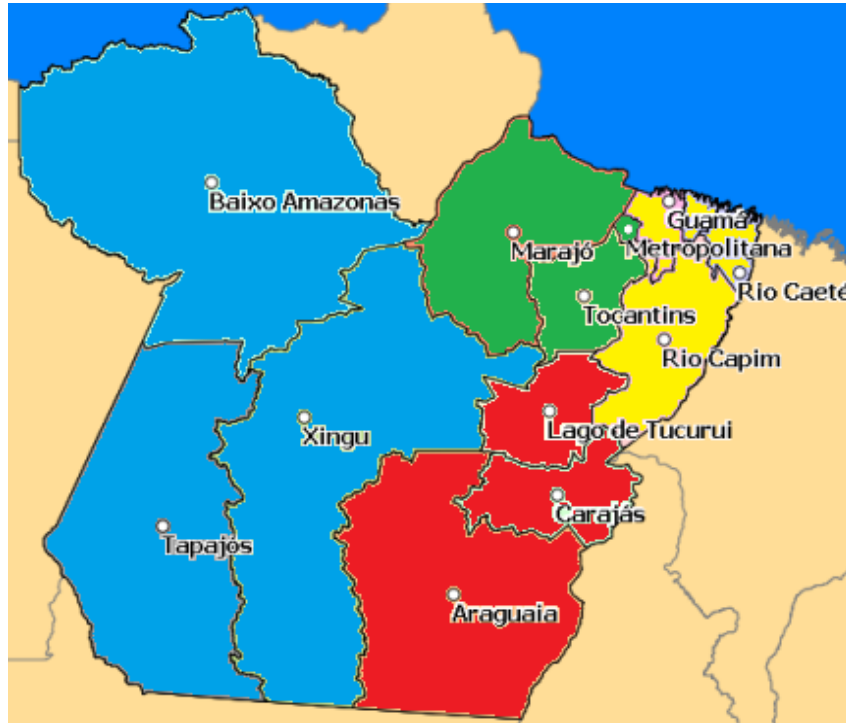 Baixo Amazonas
Guamá
Marajó
Metropolitana
Rio Caeté
Tocantins
Rio Capim
Xingu
Lago de Tucurui
Carajás
Tapajós
Araguaia